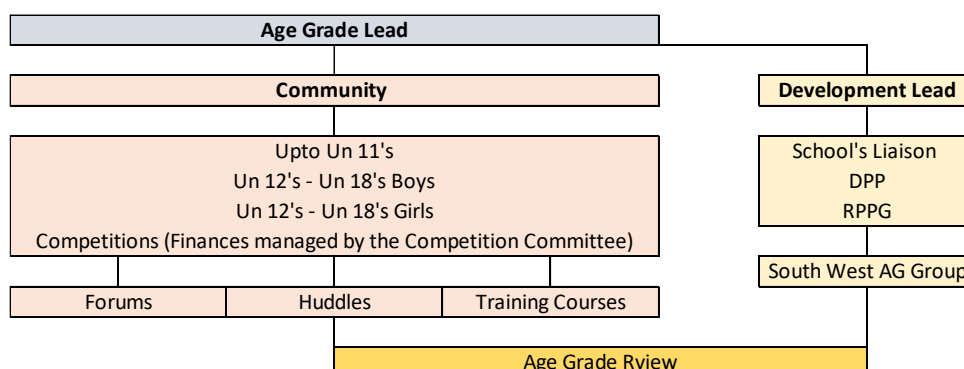 Age Grade Lead
Community
Development Lead
Upto Un 11's
Un 12's - Un 18's Boys
Un 12's - Un 18's Girls
Competitions (Finances managed by the Competition Committee)
School's Liaison
DPP
RPPG
South West AG Group
Forums
Huddles
Training Courses
Age Grade Rview